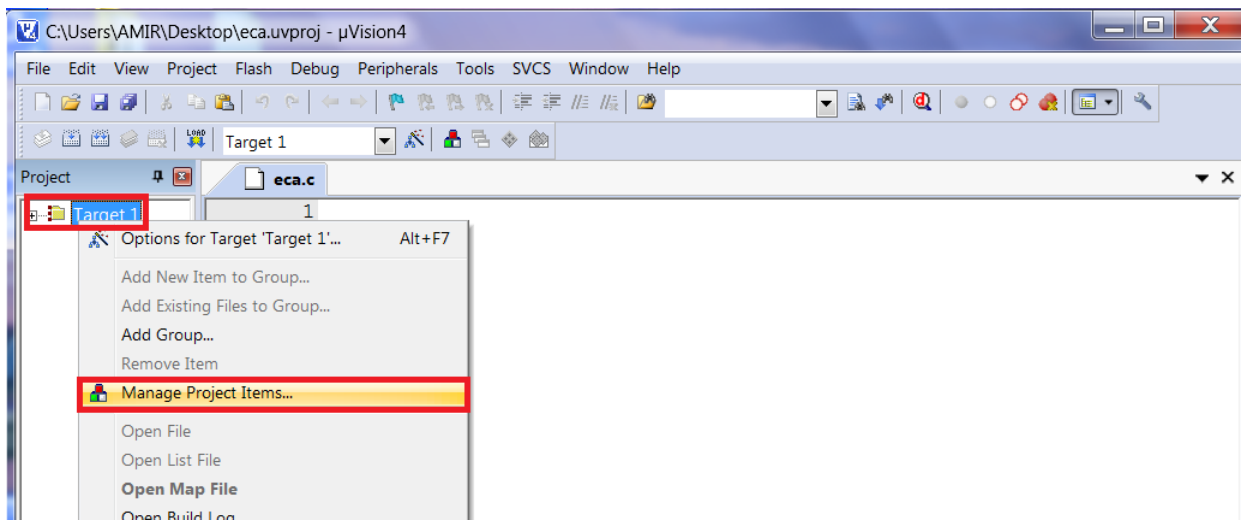 C:\Users\AMIR\Desktop\eca.uvproj - µVision4
File Edit View Project Flash Debug Peripherals Tools SVCS Window Help
LOAD Target 1
Project eca.c
Target 1 1
Options for Target 'Target 1'... Alt+F7
Add New Item to Group...
Add Existing Files to Group...
Add Group...
Remove Item
Manage Project Items...
Open File
Open List File
Open Map File
Open Build Log